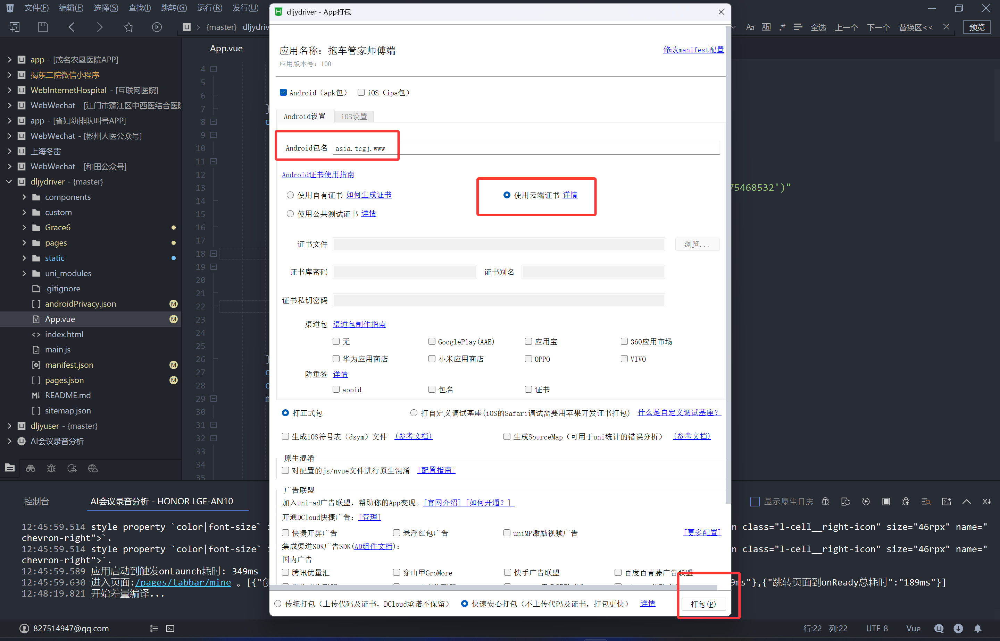 文件(F) 编辑(E) 选择(S) 查找(I) 跳转(G) 运行(R) 发行(U)
{master} dljydriv
Aa Abl .* 全选 上一个 下一个 替换区<< 预览
app - [茂名农垦医院APP]
揭东二院微信小程序
WebInternetHospital - [互联网医院]
WebWechat - [江门市蓬江区中西医结合医院
app - [省妇幼排队叫号APP]
WebWechat - [彬州人医公众号]
上海冬雷
WebWechat - [和田公众号]
dljydriver - {master}
components
custom
Grace6
pages
static
uni_modules
.gitignore
androidPrivacy.json M
App.vue M
index.html
main.js
manifest.json M
pages.json M
README.md
sitemap.json
dljyuser - {master}
AI会议录音分析
App.vue
4
5
6
7 }
8
9
10
11
12
13
14
15
16
17
18
19
20
21
22
23
24
25
26 }
27
28
29
30
31
32
33
34
35
75468532')"
dljydriver - App打包
应用名称：拖车管家师傅端
修改manifest配置
应用版本号：100
Android（apk包） iOS（ipa包）
Android设置 iOS设置
Android包名 asia.tcgj.www
Android证书使用指南
使用自有证书 如何生成证书 使用云端证书 详情
使用公共测试证书 详情
证书文件 浏览...
证书库密码 证书别名
证书私钥密码
渠道包 渠道包制作指南
无 GooglePlay(AAB) 应用宝 360应用市场
华为应用商店 小米应用商店 OPPO VIVO
防重签 详情
appid 包名 证书
打正式包 打自定义调试基座(iOS的Safari调试需要用苹果开发证书打包) 什么是自定义调试基座？
生成iOS符号表（dsym）文件 (参考文档) 生成SourceMap（可用于uni统计的错误分析） (参考文档)
原生混淆
对配置的js/nvue文件进行原生混淆 [配置指南]
广告联盟
加入uni-ad广告联盟，帮助你的App变现。[官网介绍] [如何开通？]
开通DCloud快捷广告：[管理]
快捷开屏广告 悬浮红包广告 uniMP激励视频广告 [更多配置]
集成渠道SDK广告SDK(AD组件文档)：
国内广告
腾讯优量汇 穿山甲GroMore 快手广告联盟 百度百青藤广告联盟
传统打包（上传代码及证书，DCloud承诺不保留） 快速安心打包（不上传代码及证书，打包更快） 详情 打包(P)
控制台 AI会议录音分析 - HONOR LGE-AN10 显示原生日志
12:45:59.514 style property `color|font-size` n class="l-cell__right-icon" size="46rpx" name="
chevron-right">`.
12:45:59.514 style property `color|font-size` n class="l-cell__right-icon" size="46rpx" name="
chevron-right">`.
12:45:59.589 应用启动到触发onLaunch耗时: 349ms
12:45:59.630 进入页面:/pages/tabbar/mine 。[{"创 9ms"},{"跳转页面到onReady总耗时":"189ms"}]
12:48:19.821 开始差量编译...
827514947@qq.com 行:22 列:22 UTF-8 Vue